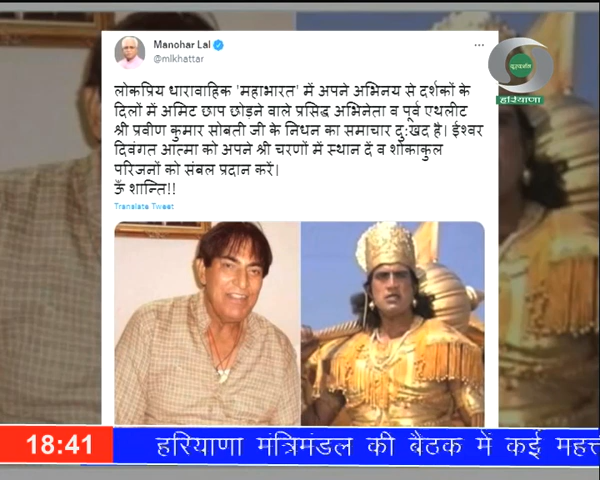 Manohar Lal
@mlkhattar
दूरदर्शन
हरियाणा
लोकप्रिय धारावाहिक 'महाभारत' में अपने अभिनय से दर्शकों के
दिलों में अमिट छाप छोड़ने वाले प्रसिद्ध अभिनेता व पूर्व एथलीट
श्री प्रवीण कुमार सोबती जी के निधन का समाचार दु:खद है। ईश्वर
दिवंगत आत्मा को अपने श्री चरणों में स्थान दें व शोकाकुल
परिजनों को संबल प्रदान करें।
ऊँ शान्ति!!
Translate Tweet
18:41
हरियाणा मंत्रिमंडल की बैठक में कई